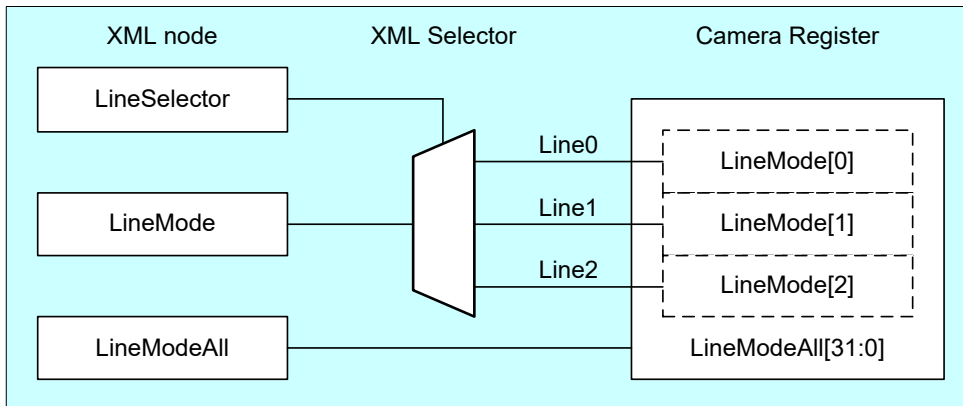 XML node
XML Selector
Camera Register
LineSelector
LineMode
LineModeAll
Line0
Line1
Line2
LineMode[0]
LineMode[1]
LineMode[2]
LineModeAll[31:0]